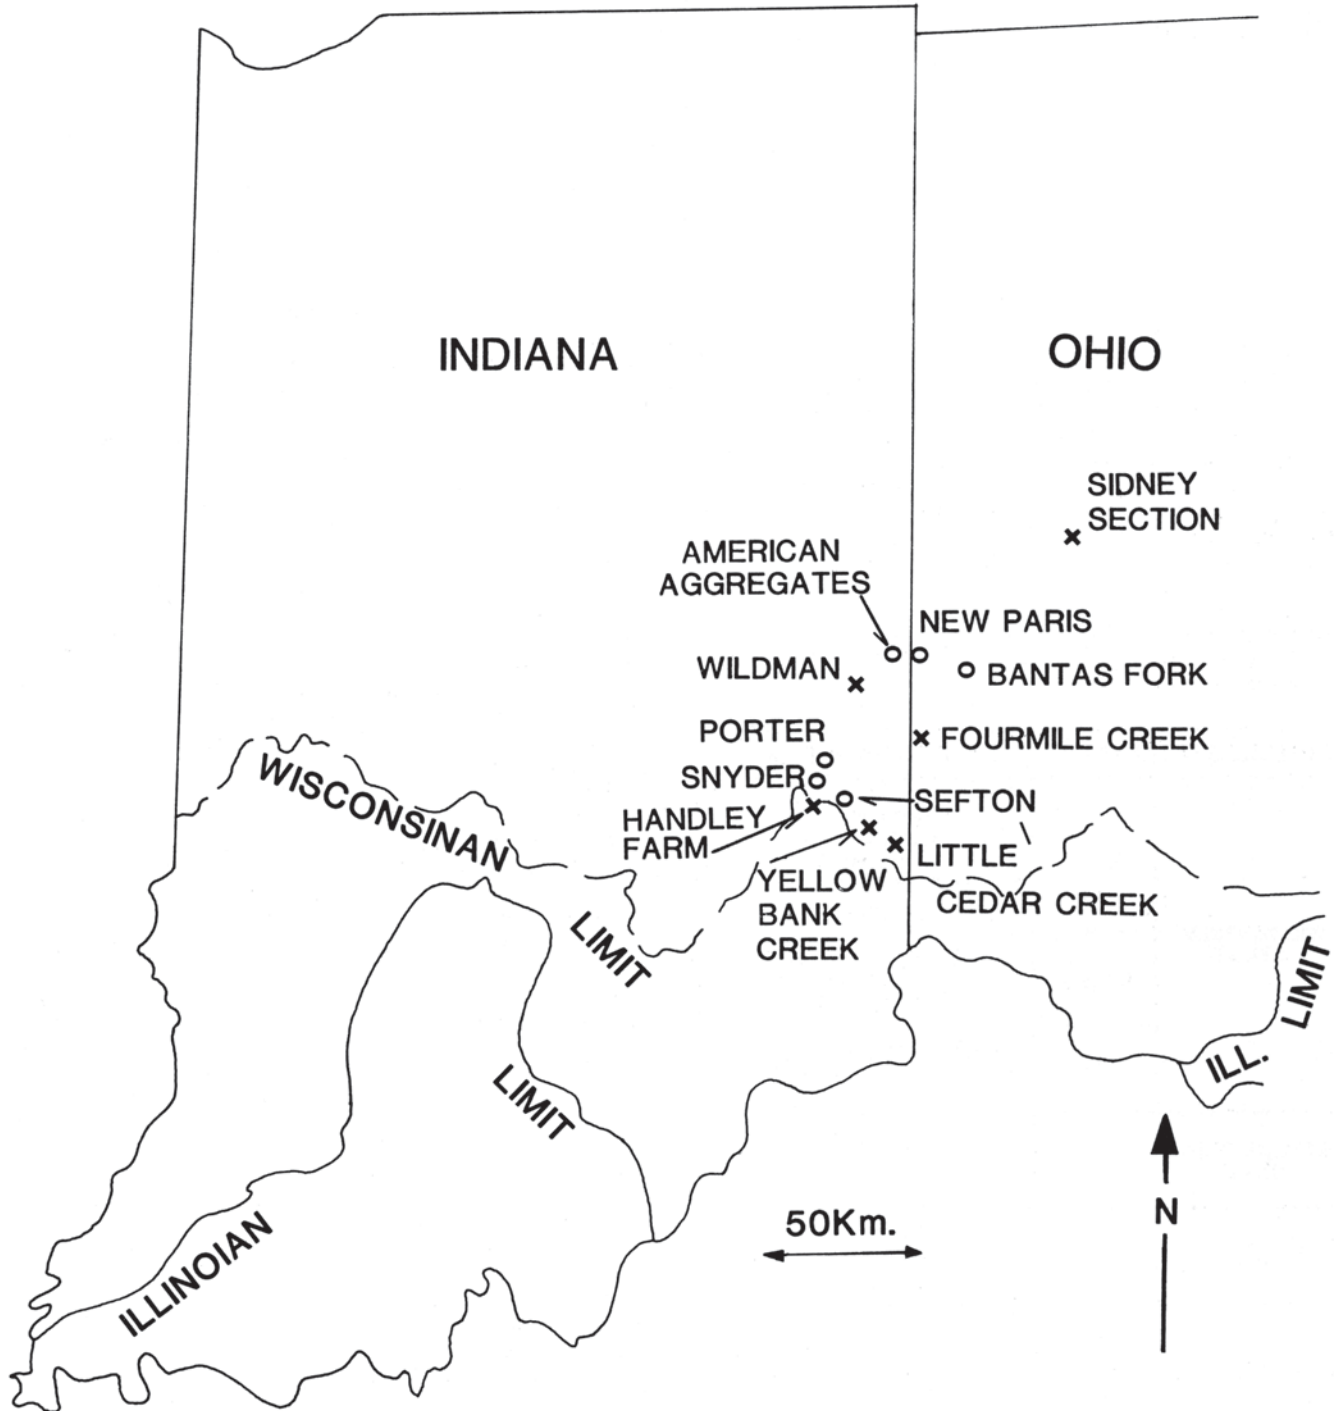 INDIANA
OHIO
SIDNEY
SECTION
AMERICAN
AGGREGATES
NEW PARIS
WILDMAN
BANTAS FORK
PORTER
FOURMILE CREEK
SNYDER
WISCONSINAN
SEFTON
HANDLEY
FARM
LITTLE
YELLOW
BANK
CREEK
CEDAR CREEK
LIMIT
LIMIT
ILL.
LIMIT
ILLINOIAN
50Km.
N